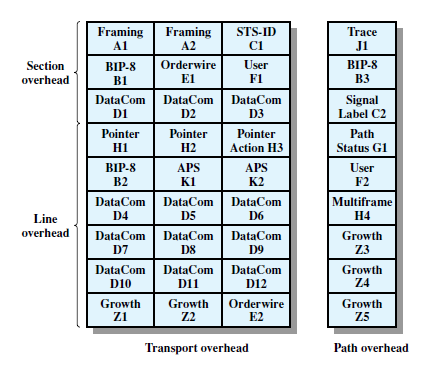 Section
overhead
Line
overhead
Framing
A1
Framing
A2
STS-ID
C1
BIP-8
B1
Orderwire
E1
User
F1
DataCom
D1
DataCom
D2
DataCom
D3
Pointer
H1
Pointer
H2
Pointer
Action H3
BIP-8
B2
APS
K1
APS
K2
DataCom
D4
DataCom
D5
DataCom
D6
DataCom
D7
DataCom
D8
DataCom
D9
DataCom
D10
DataCom
D11
DataCom
D12
Growth
Z1
Growth
Z2
Orderwire
E2
Transport overhead
Trace
J1
BIP-8
B3
Signal
Label C2
Path
Status G1
User
F2
Multiframe
H4
Growth
Z3
Growth
Z4
Growth
Z5
Path overhead